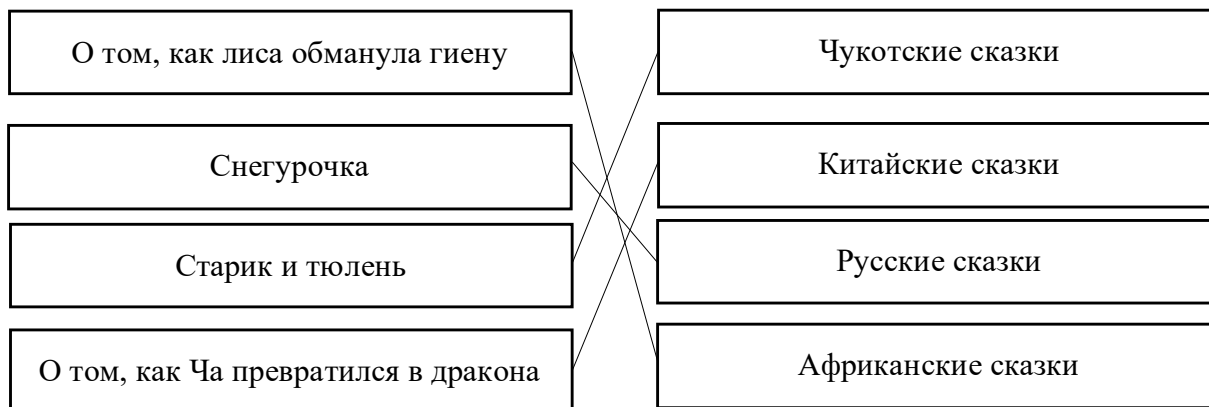 О том, как лиса обманула гиену
Чукотские сказки
Снегурочка
Китайские сказки
Старик и тюлень
Русские сказки
О том, как Ча превратился в дракона
Африканские сказки